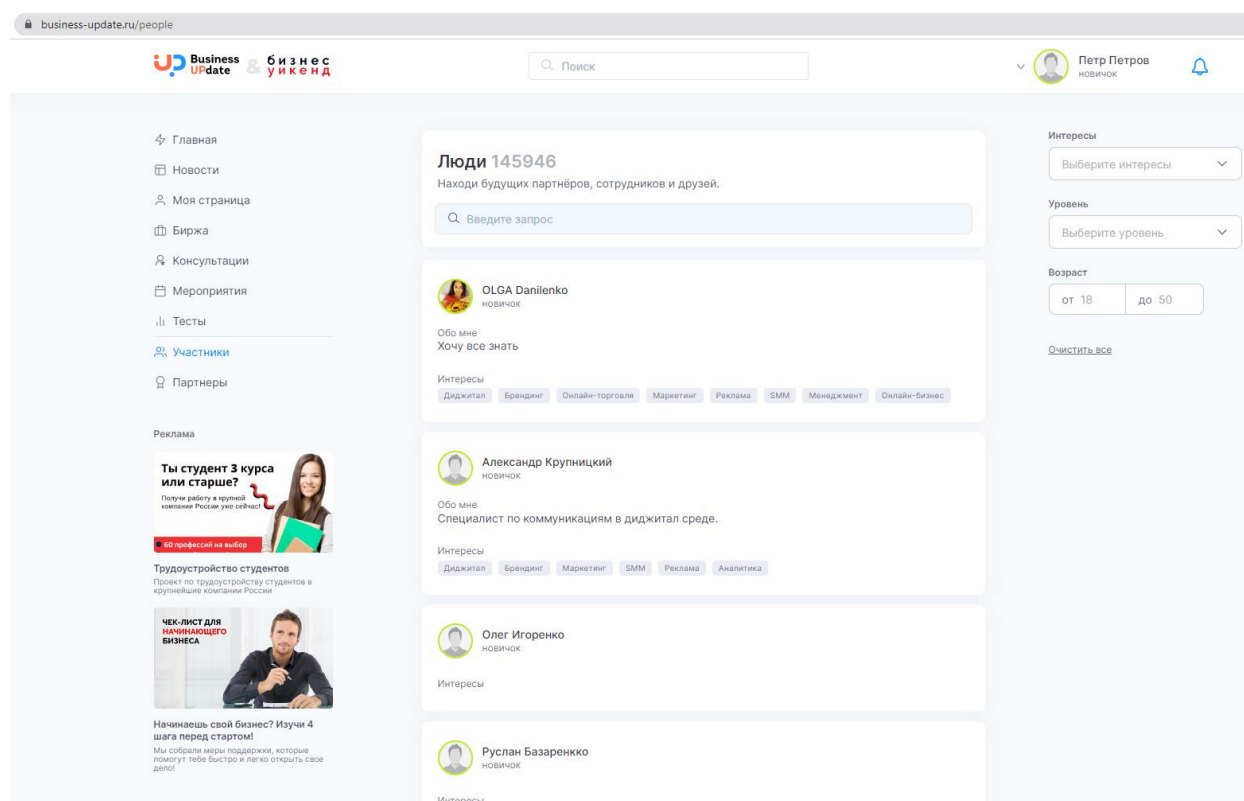 business-update.ru/people
Business
UPdate
&
бизнес
уикенд
Поиск
Петр Петров
новичок
Главная
Новости
Моя страница
Биржа
Консультации
Мероприятия
Тесты
Участники
Партнеры
Реклама
Ты студент 3 курса
или старше?
Получи работу в крупной
компании России уже сейчас!
60 профессий на выбор
Трудоустройство студентов
Проект по трудоустройству студентов в
крупнейшие компании России
ЧЕК-ЛИСТ ДЛЯ
НАЧИНАЮЩЕГО
БИЗНЕСА
Начинаешь свой бизнес? Изучи 4
шага перед стартом!
Мы собрали меры поддержки, которые
помогут тебе быстро и легко открыть свое
дело!
Люди 145946
Находи будущих партнёров, сотрудников и друзей.
Введите запрос
OLGA Danilenko
новичок
Обо мне
Хочу все знать
Интересы
Диджитал Брендинг Онлайн-торговля Маркетинг Реклама SMM Менеджмент Онлайн-бизнес
Александр Крупницкий
новичок
Обо мне
Специалист по коммуникациям в диджитал среде.
Интересы
Диджитал Брендинг Маркетинг SMM Реклама Аналитика
Олег Игоренко
новичок
Интересы
Руслан Базаренкко
новичок
Интересы
Интересы
Выберите интересы
Уровень
Выберите уровень
Возраст
от 18 до 50
Очистить все